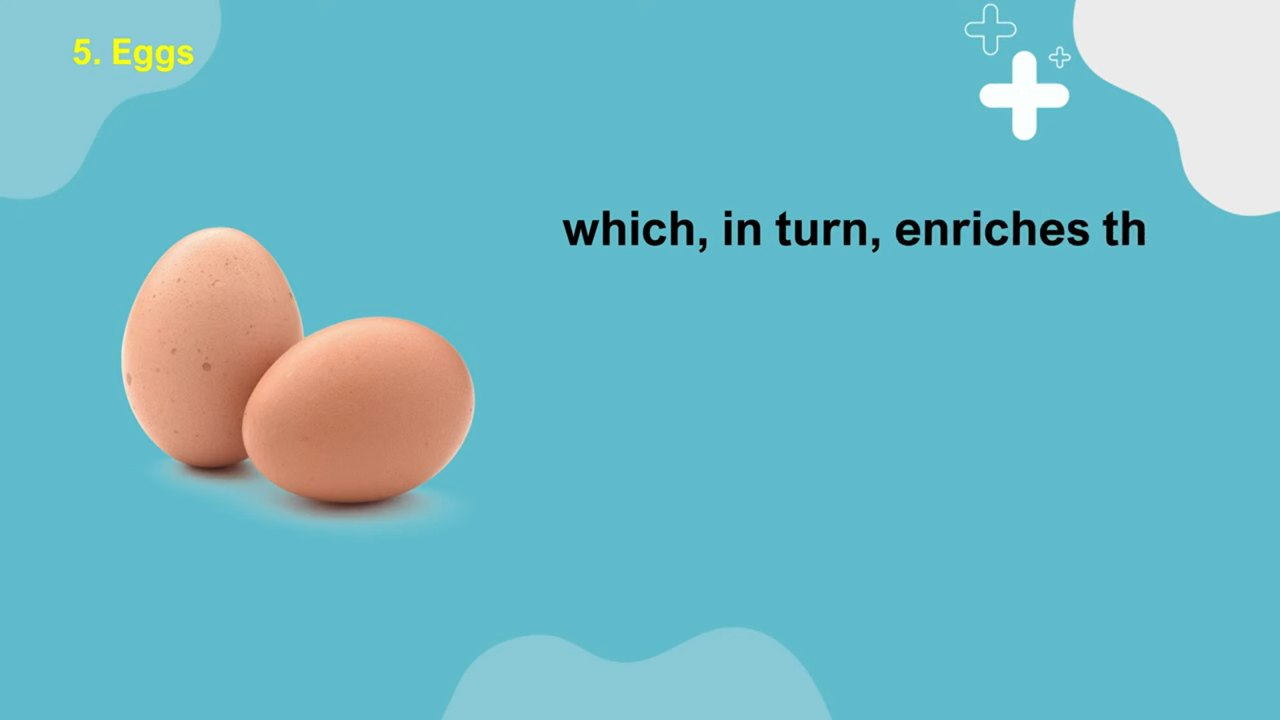 5. Eggs
which, in turn, enriches th